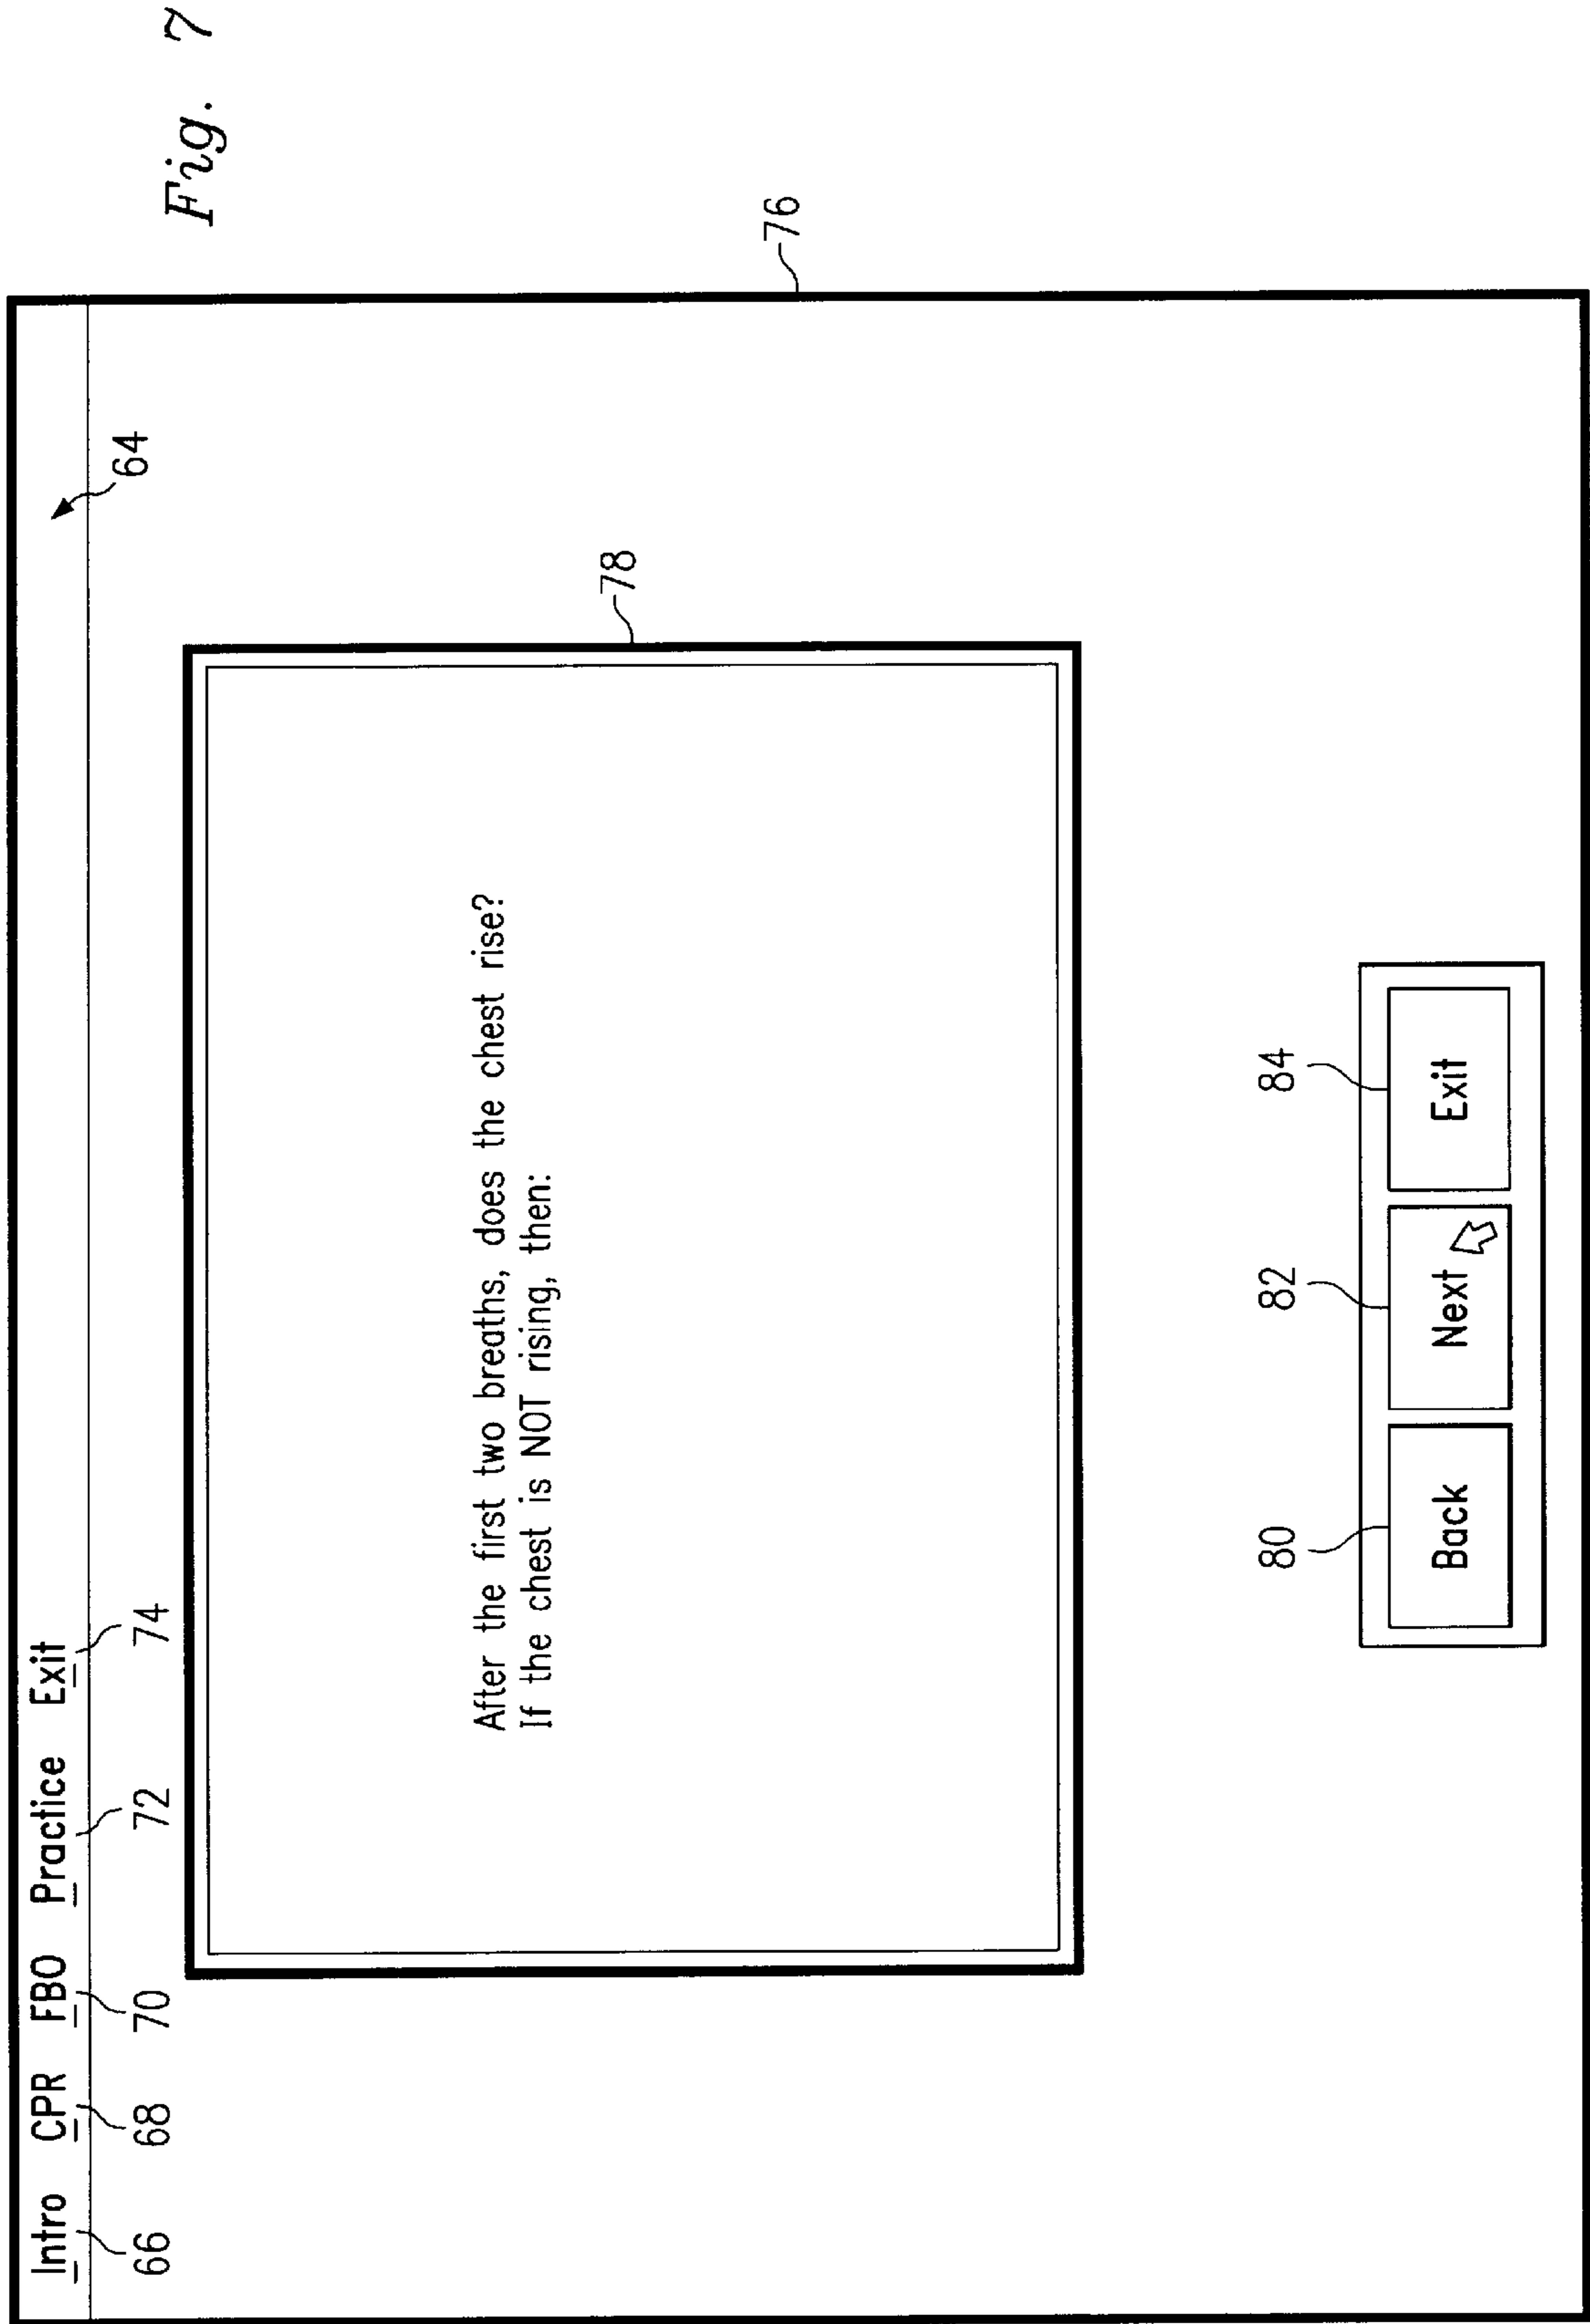 Fig. 7
Intro CPR FBO Practice Exit
66 68 70 72 74
64
76
78
After the first two breaths, does the chest rise?
If the chest is NOT rising, then:
80 82 84
Back Next Exit